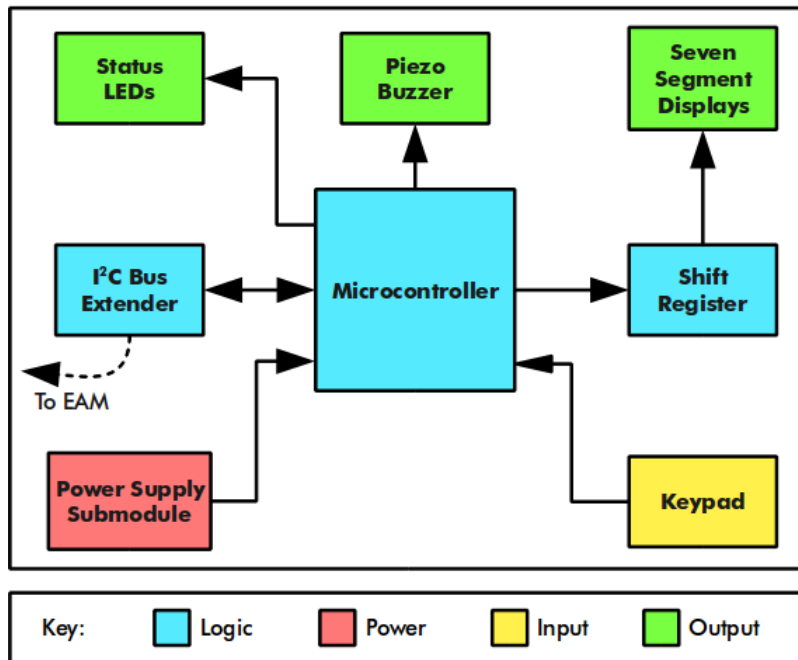 Status
LEDs
Piezo
Buzzer
Seven
Segment
Displays
I²C Bus
Extender
Microcontroller
Shift
Register
To EAM
Power Supply
Submodule
Keypad
Key:
Logic
Power
Input
Output